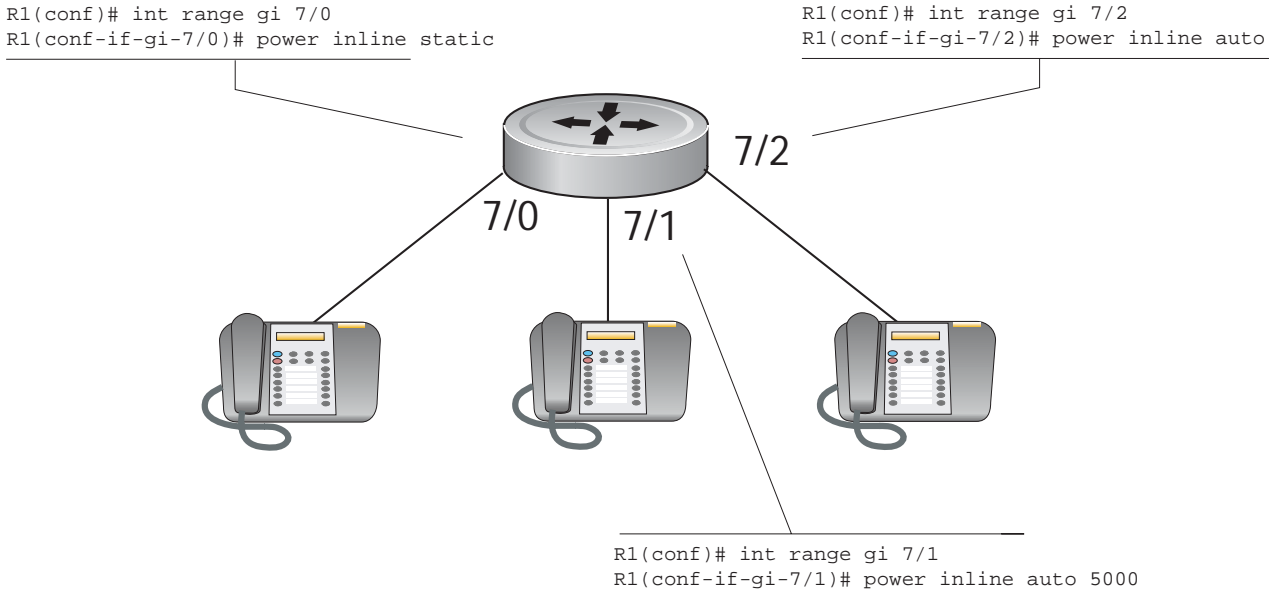 R1(conf)# int range gi 7/0
R1(conf-if-gi-7/0)# power inline static
R1(conf)# int range gi 7/2
R1(conf-if-gi-7/2)# power inline auto
7/2
7/0
7/1
R1(conf)# int range gi 7/1
R1(conf-if-gi-7/1)# power inline auto 5000